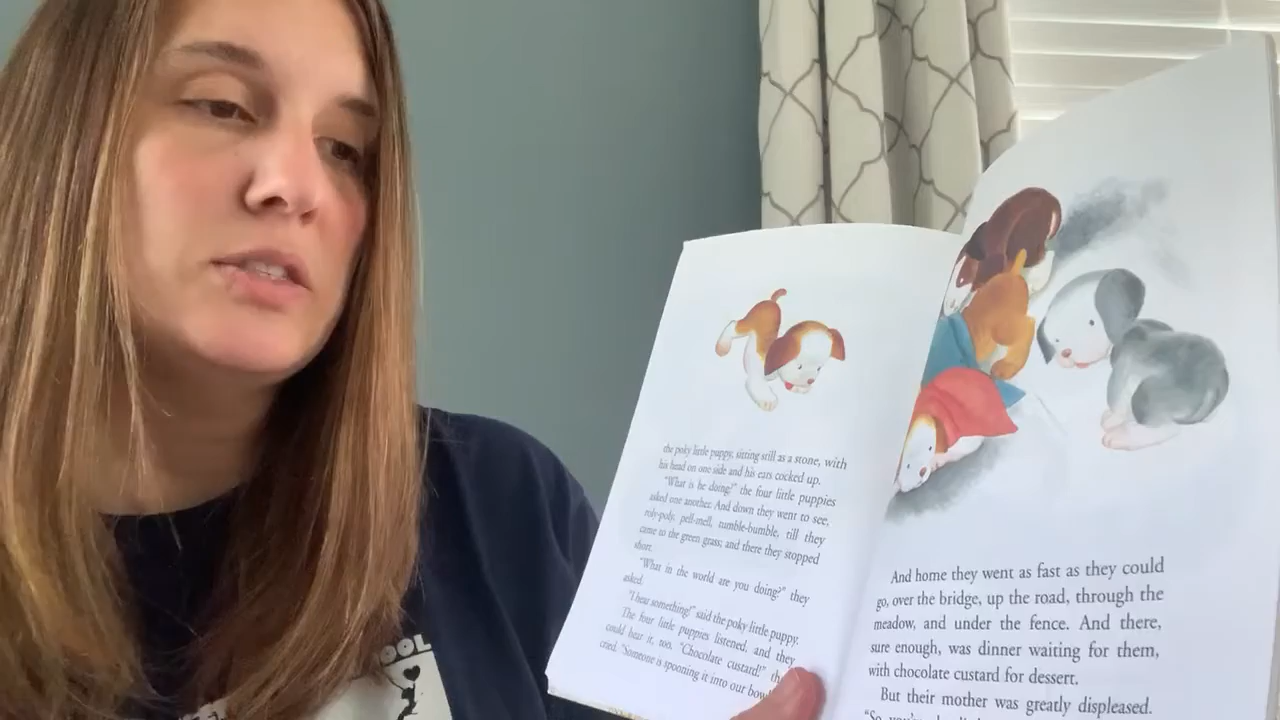 the poky little puppy, sitting still as a stone, with
his head on one side and his ears cocked up.
"What is he doing?" the four little puppies
asked one another. And down they went to see,
roly-poly, pell-mell, tumble-bumble, till they
came to the green grass; and there they stopped
short.
"What in the world are you doing?" they
asked.
"I hear something!" said the poky little puppy.
The four little puppies listened, and they
could hear it, too. "Chocolate custard!" th
cried. "Someone is spooning it into our bow
And home they went as fast as they could
go, over the bridge, up the road, through the
meadow, and under the fence. And there,
sure enough, was dinner waiting for them,
with chocolate custard for dessert.
But their mother was greatly displeased.
"So
OOL